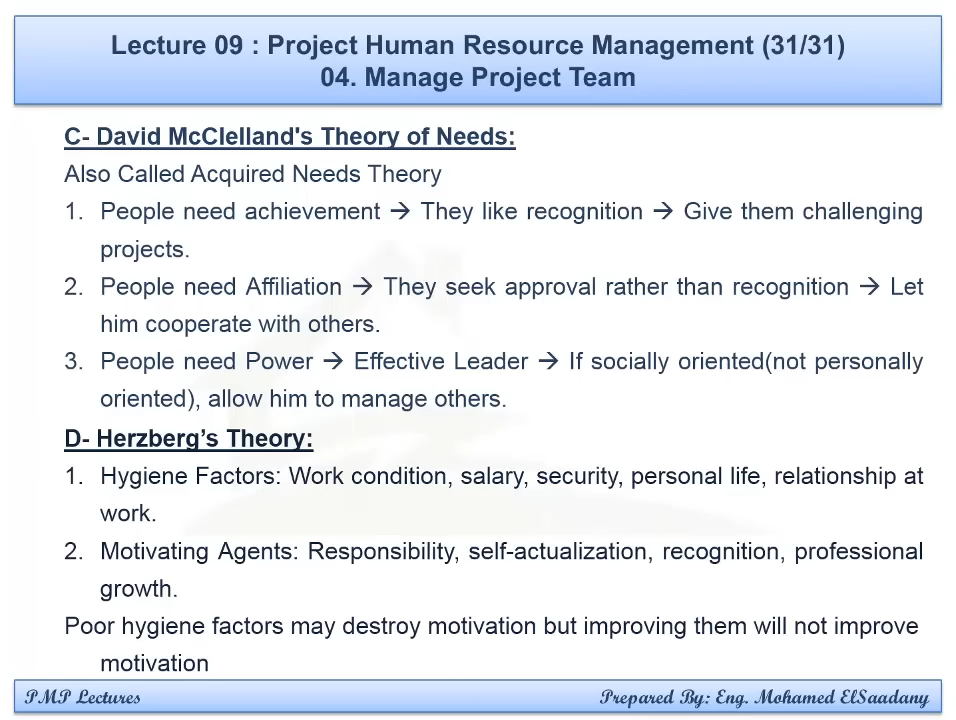 Lecture 09 : Project Human Resource Management (31/31)
04. Manage Project Team
C- David McClelland's Theory of Needs:
Also Called Acquired Needs Theory
1. People need achievement → They like recognition → Give them challenging
projects.
2. People need Affiliation → They seek approval rather than recognition → Let
him cooperate with others.
3. People need Power → Effective Leader → If socially oriented(not personally
oriented), allow him to manage others.
D- Herzberg’s Theory:
1. Hygiene Factors: Work condition, salary, security, personal life, relationship at
work.
2. Motivating Agents: Responsibility, self-actualization, recognition, professional
growth.
Poor hygiene factors may destroy motivation but improving them will not improve
motivation
PMP Lectures
Prepared By: Eng. Mohamed ElSaadany